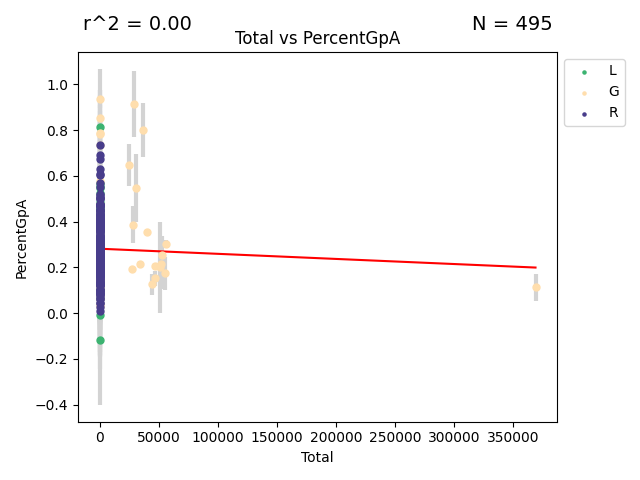 r^2 = 0.00
N = 495
Total vs PercentGpA
L
G
R
PercentGpA
1.0
0.8
0.6
0.4
0.2
0.0
−0.2
−0.4
0
50000
100000
150000
200000
250000
300000
350000
Total